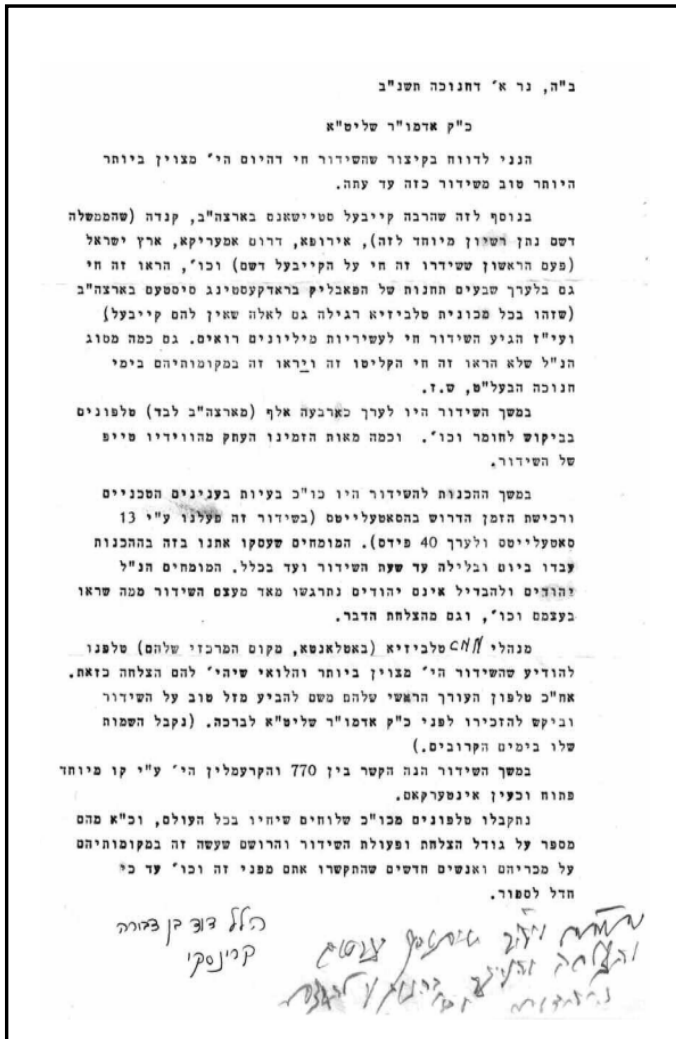 ב"ה, נר א' דחנוכה תשנ"ב
כ"ק אדמו"ר שליט"א
הנני לדווח בקיצור שהשידור חי דהיום הי' מצוין ביותר
היותר טוב משידור כזה עד עתה.
בנוסף לזה שהרבה קייבעל סטיישאנס בארצה"ב, קנדה (שהממשלה
דשם נתן רשיון מיוחד לזה), אירופא, דרום אמעריקא, ארץ ישראל
(פעם הראשון ששידרו זה חי על הקייבעל דשם) וכו', הראו זה חי
גם בלערך שבעים תחנות של הפאבליק בראדקעסטינג סיסטעם בארצה"ב
(שזהו בכל מכונית טלביזיא רגילה גם לאלה שאין להם קייבעל)
ועי"ז הגיע השידור חי לעשיריות מיליונים רואים. גם כמה מסוג
הנ"ל שלא הראו זה חי הקליטו זה ויראו זה במקומותיהם בימי
חנוכה הבעל"ט, ש.ז.
במשך השידור היו לערך כארבעה אלף (מארצה"ב לבד) טלפונים
בביקוש לחומר וכו'. וכמה מאות הזמינו העתק מהווידיו טייפ
של השידור.
במשך ההכנות להשידור היו כו"כ בעיות בענינים הטכניים
ורכישת הזמן הדרוש בהסאטעלייטס (בשידור זה פעלנו ע"י 13
סאטעלייטס ולערך 40 פידס). המומחים שעסקו אתנו בזה בההכנות
עבדו ביום ובלילה עד שעת השידור ועד בכלל. המומחים הנ"ל
יהודים ולהבדיל אינם יהודים נתרגשו מאד מעצם השידור ממה שראו
בעצמם וכו', וגם מהצלחת הדבר.
מנהלי CNN טלביזיא (באטלאנטא, מקום המרכזי שלהם) טלפנו
להודיע שהשידור הי' מצוין ביותר והלואי שיהי' להם הצלחה כזאת.
אח"כ טלפון העורך הראשי שלהם משם להביע מזל טוב על השידור
וביקש להזכירו לפני כ"ק אדמו"ר שליט"א לברכה. (נקבל השמות
שלו בימים הקרובים.)
במשך השידור הנה הקשר בין 770 והקרעמלין הי' ע"י קו מיוחד
פתוח וכעין אינטערקאם.
נתקבלו טלפונים מכו"כ שלוחים שיחיו בכל העולם, וכ"א מהם
מספר על גודל הצלחת ופעולת השידור והרושם שעשה זה במקומותיהם
על מכריהם ואנשים חדשים שהתקשרו אתם מפני זה וכו' עד כי
חדל לספור.
הלל דוד בן דבורה
קרינסקי